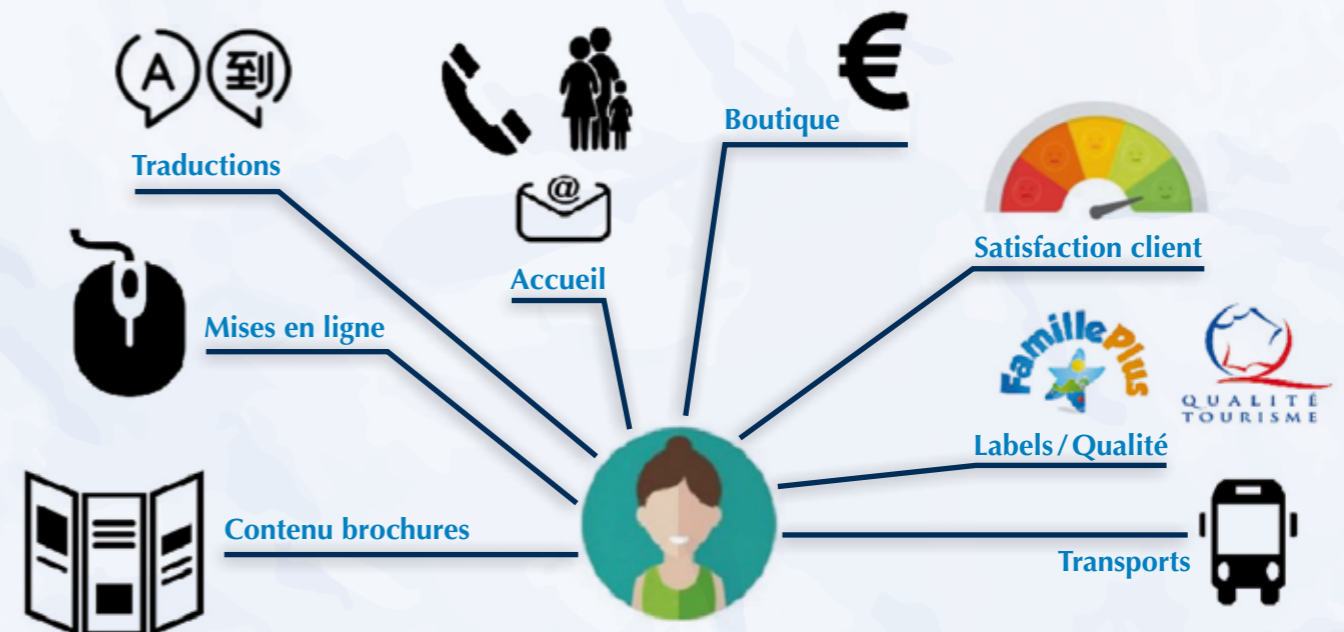 A 到
€
Traductions
@
Boutique
Accueil
Satisfaction client
Mises en ligne
FamillePlus
QUALITÉ
TOURISME
Labels / Qualité
Contenu brochures
Transports